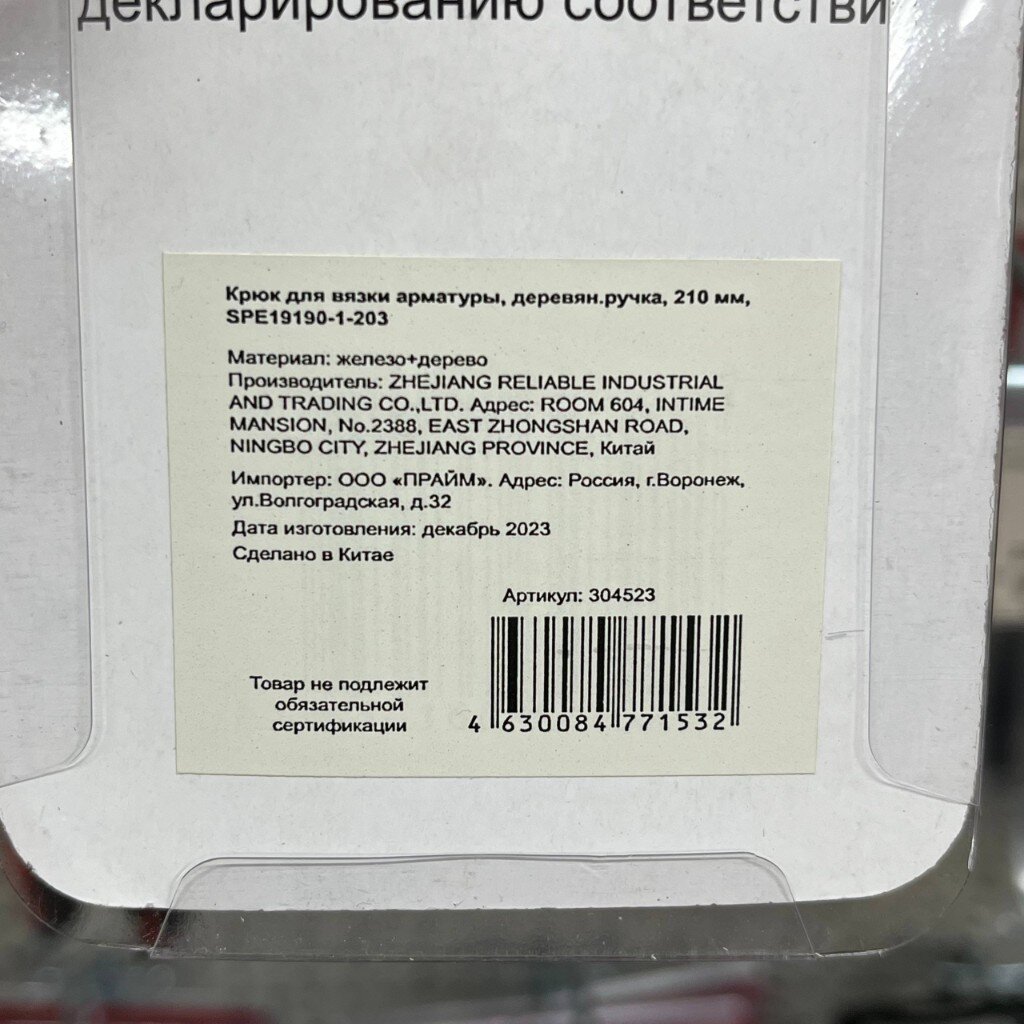 декларированию соответстви
Крюк для вязки арматуры, деревян.ручка, 210 мм,
SPE19190-1-203
Материал: железо+дерево
Производитель: ZHEJIANG RELIABLE INDUSTRIAL
AND TRADING CO.,LTD. Адрес: ROOM 604, INTIME
MANSION, No.2388, EAST ZHONGSHAN ROAD,
NINGBO CITY, ZHEJIANG PROVINCE, Китай
Импортер: ООО «ПРАЙМ». Адрес: Россия, г.Воронеж,
ул.Волгоградская, д.32
Дата изготовления: декабрь 2023
Сделано в Китае
Артикул: 304523
Товар не подлежит
обязательной
сертификации
4 630084 771532